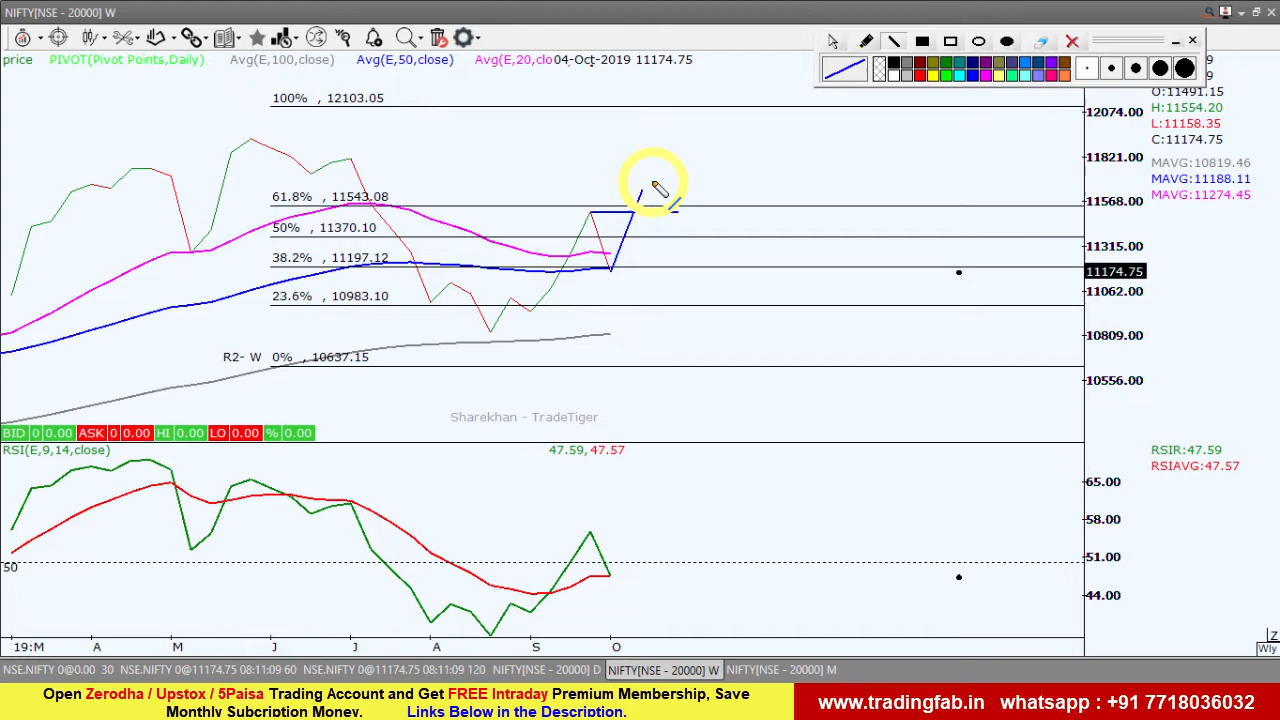 NIFTY[NSE - 20000] W
price PIVOT(Pivot Points,Daily) Avg(E,100,close) Avg(E,50,close) Avg(E,20,clo 04-Oct-2019 11174.75
O:11491.15
H:11554.20
L:11158.35
C:11174.75
MAVG:10819.46
MAVG:11188.11
MAVG:11274.45
100% , 12103.05
61.8% , 11543.08
50% , 11370.10
38.2% , 11197.12
23.6% , 10983.10
R2- W 0% , 10637.15
12074.00
11821.00
11568.00
11315.00
11174.75
11062.00
10809.00
10556.00
Sharekhan - TradeTiger
BID 0 0.00 ASK 0 0.00 HI 0.00 LO 0.00 % 0.00
RSI(E,9,14,close) 47.59, 47.57
RSIR:47.59
RSIAVG:47.57
65.00
58.00
51.00
44.00
50
19:M A M J J A S O
Z
Wly
NSE.NIFTY 0@0.00 30 NSE.NIFTY 0@11174.75 08:11:09 60 NSE.NIFTY 0@11174.75 08:11:09 120 NIFTY[NSE - 20000] D NIFTY[NSE - 20000] W NIFTY[NSE - 20000] M
Open Zerodha / Upstox / 5Paisa Trading Account and Get FREE Intraday Premium Membership, Save
Monthly Subcription Money. Links Below in the Description.
www.tradingfab.in whatsapp : +91 7718036032